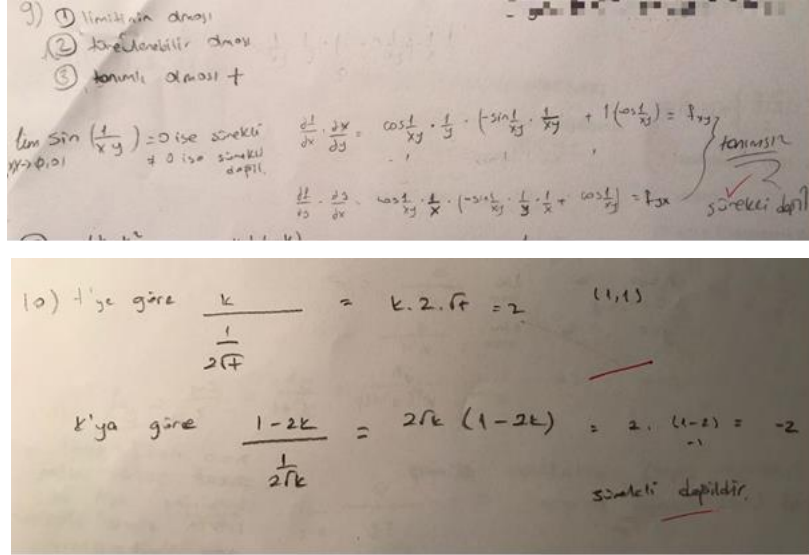 9) ① limitinin olması
② türevlenebilir olması
③ tanımlı olması +
lim sin (1/xy) = 0 ise sürekli
≠ 0 ise sürekli değil.
∂f/∂x · ∂x/∂y = cos 1/xy · 1/y · (-sin 1/xy · 1/xy + 1(cos 1/xy) = fxy
tanımsız
∂f/∂y · ∂y/∂x = cos 1/xy · 1/x · (-sin 1/xy · 1/y · 1/x + cos 1/xy) = fyx
sürekli değil
10) t'ye göre k / (1/2√t) = k.2.√t = 2 (1,1)
k'ya göre (1-2k) / (1/2√k) = 2√k (1-2k) = 2. (1-2) = -2
-1
sürekli değildir.